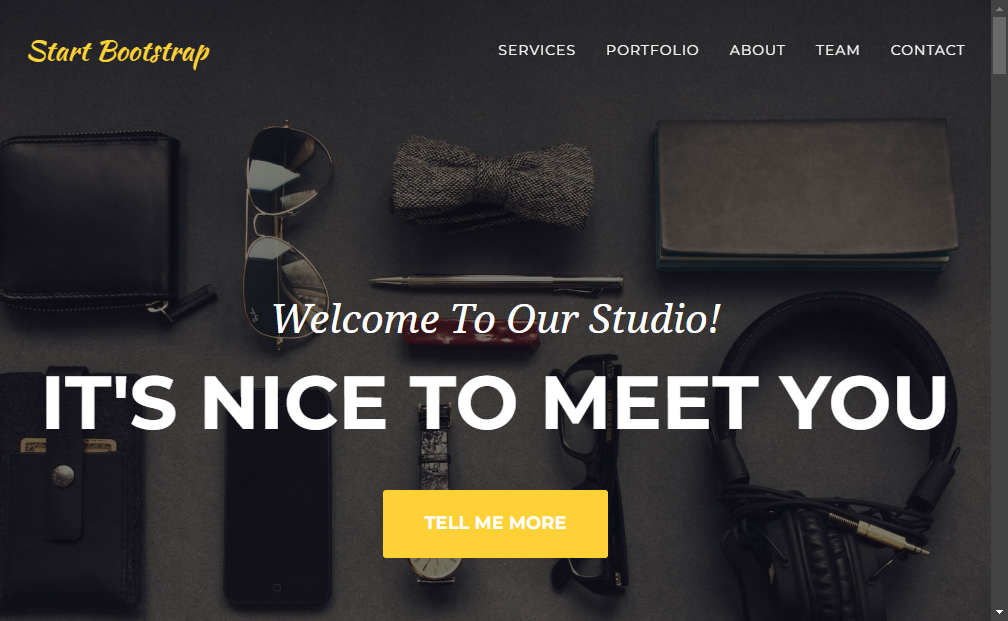 Start Bootstrap
SERVICES PORTFOLIO ABOUT TEAM CONTACT
Welcome To Our Studio!
IT'S NICE TO MEET YOU
TELL ME MORE